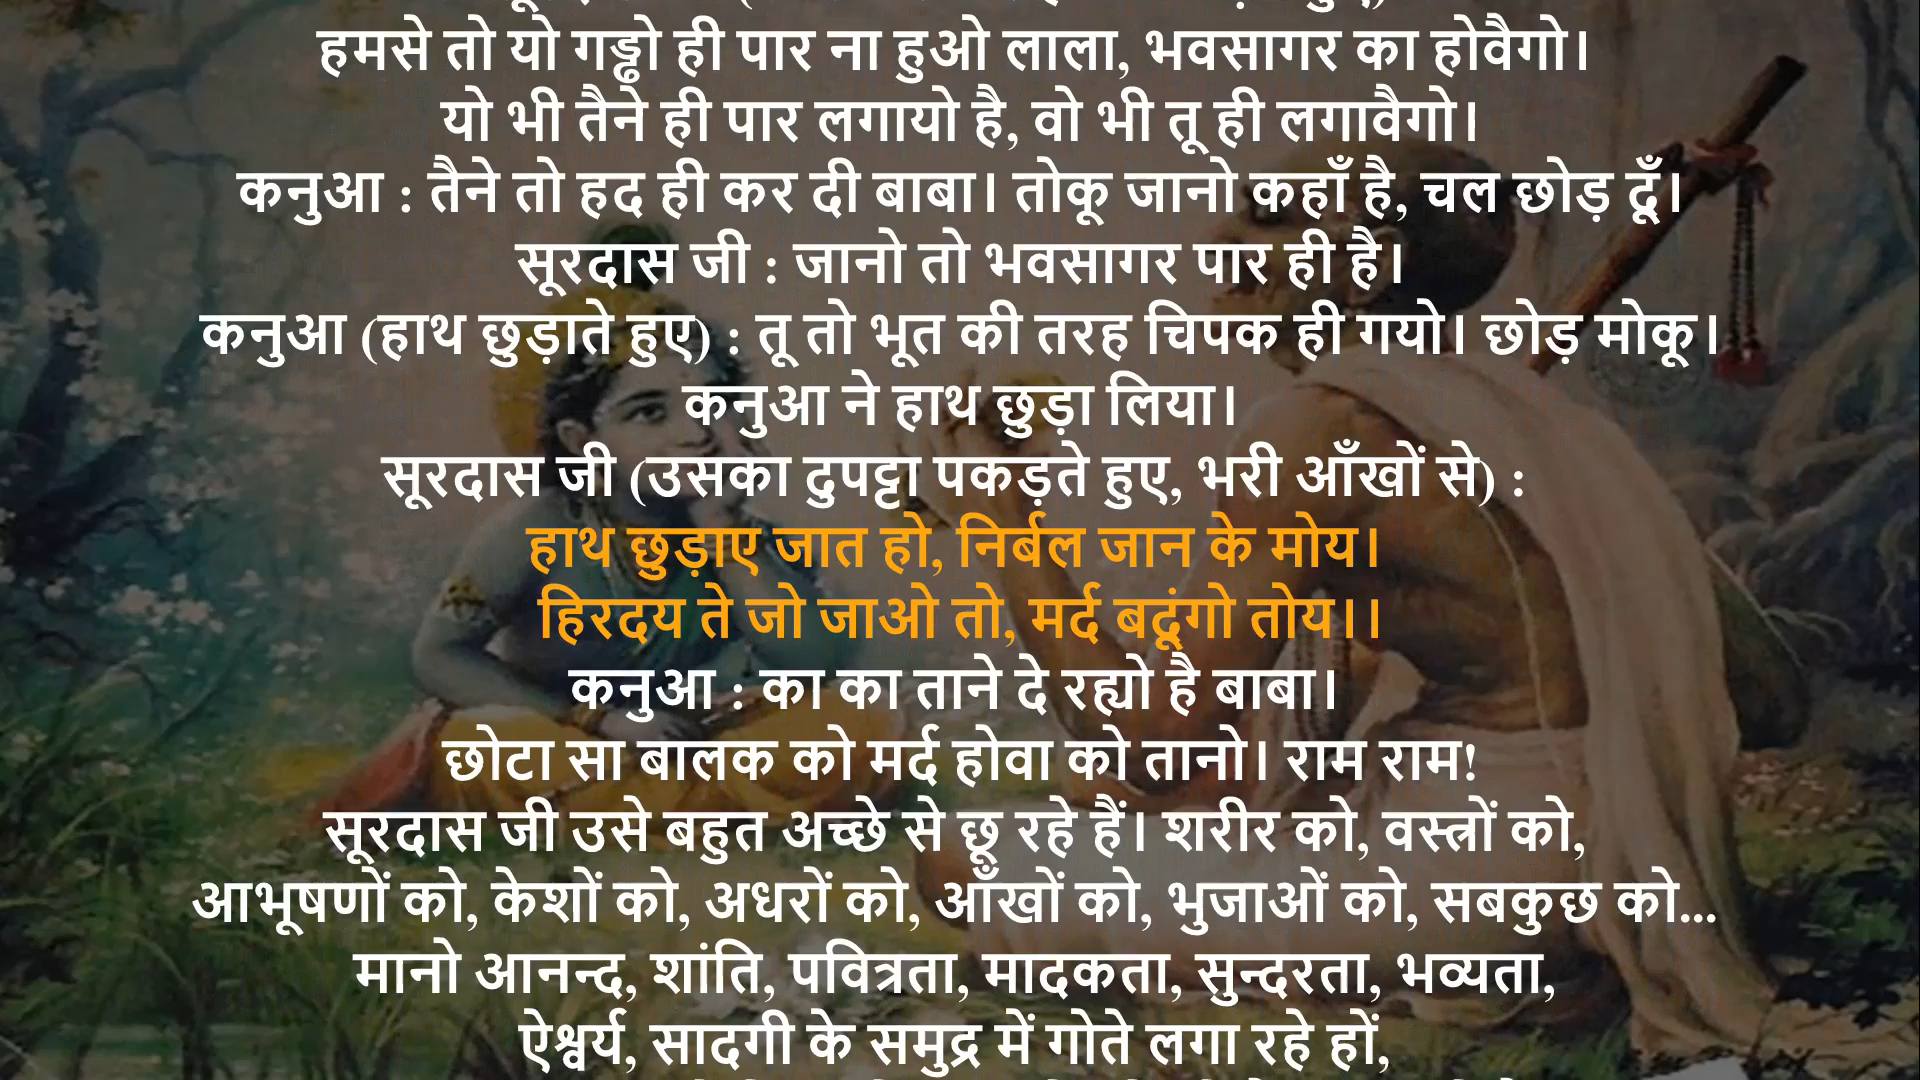 हमसे तो यो गड्ढो ही पार ना हुओ लाला, भवसागर का होवैगो।
यो भी तैने ही पार लगायो है, वो भी तू ही लगावैगो।
कनुआ : तैने तो हद ही कर दी बाबा। तोकू जानो कहाँ है, चल छोड़ दूँ।
सूरदास जी : जानो तो भवसागर पार ही है।
कनुआ (हाथ छुड़ाते हुए) : तू तो भूत की तरह चिपक ही गयो। छोड़ मोकू।
कनुआ ने हाथ छुड़ा लिया।
सूरदास जी (उसका दुपट्टा पकड़ते हुए, भरी आँखों से) :
हाथ छुड़ाए जात हो, निर्बल जान के मोय।
हिरदय ते जो जाओ तो, मर्द बदूंगो तोय।।
कनुआ : का का ताने दे रह्यो है बाबा।
छोटा सा बालक को मर्द होवा को तानो। राम राम!
सूरदास जी उसे बहुत अच्छे से छू रहे हैं। शरीर को, वस्त्रों को,
आभूषणों को, केशों को, अधरों को, आँखों को, भुजाओं को, सबकुछ को...
मानो आनन्द, शांति, पवित्रता, मादकता, सुन्दरता, भव्यता,
ऐश्वर्य, सादगी के समुद्र में गोते लगा रहे हों,